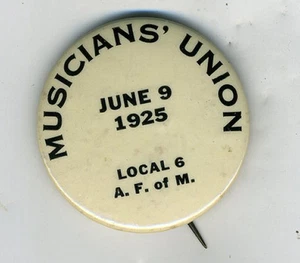 MUSICIANS' UNION
JUNE 9
1925
LOCAL 6
A. F. of M.